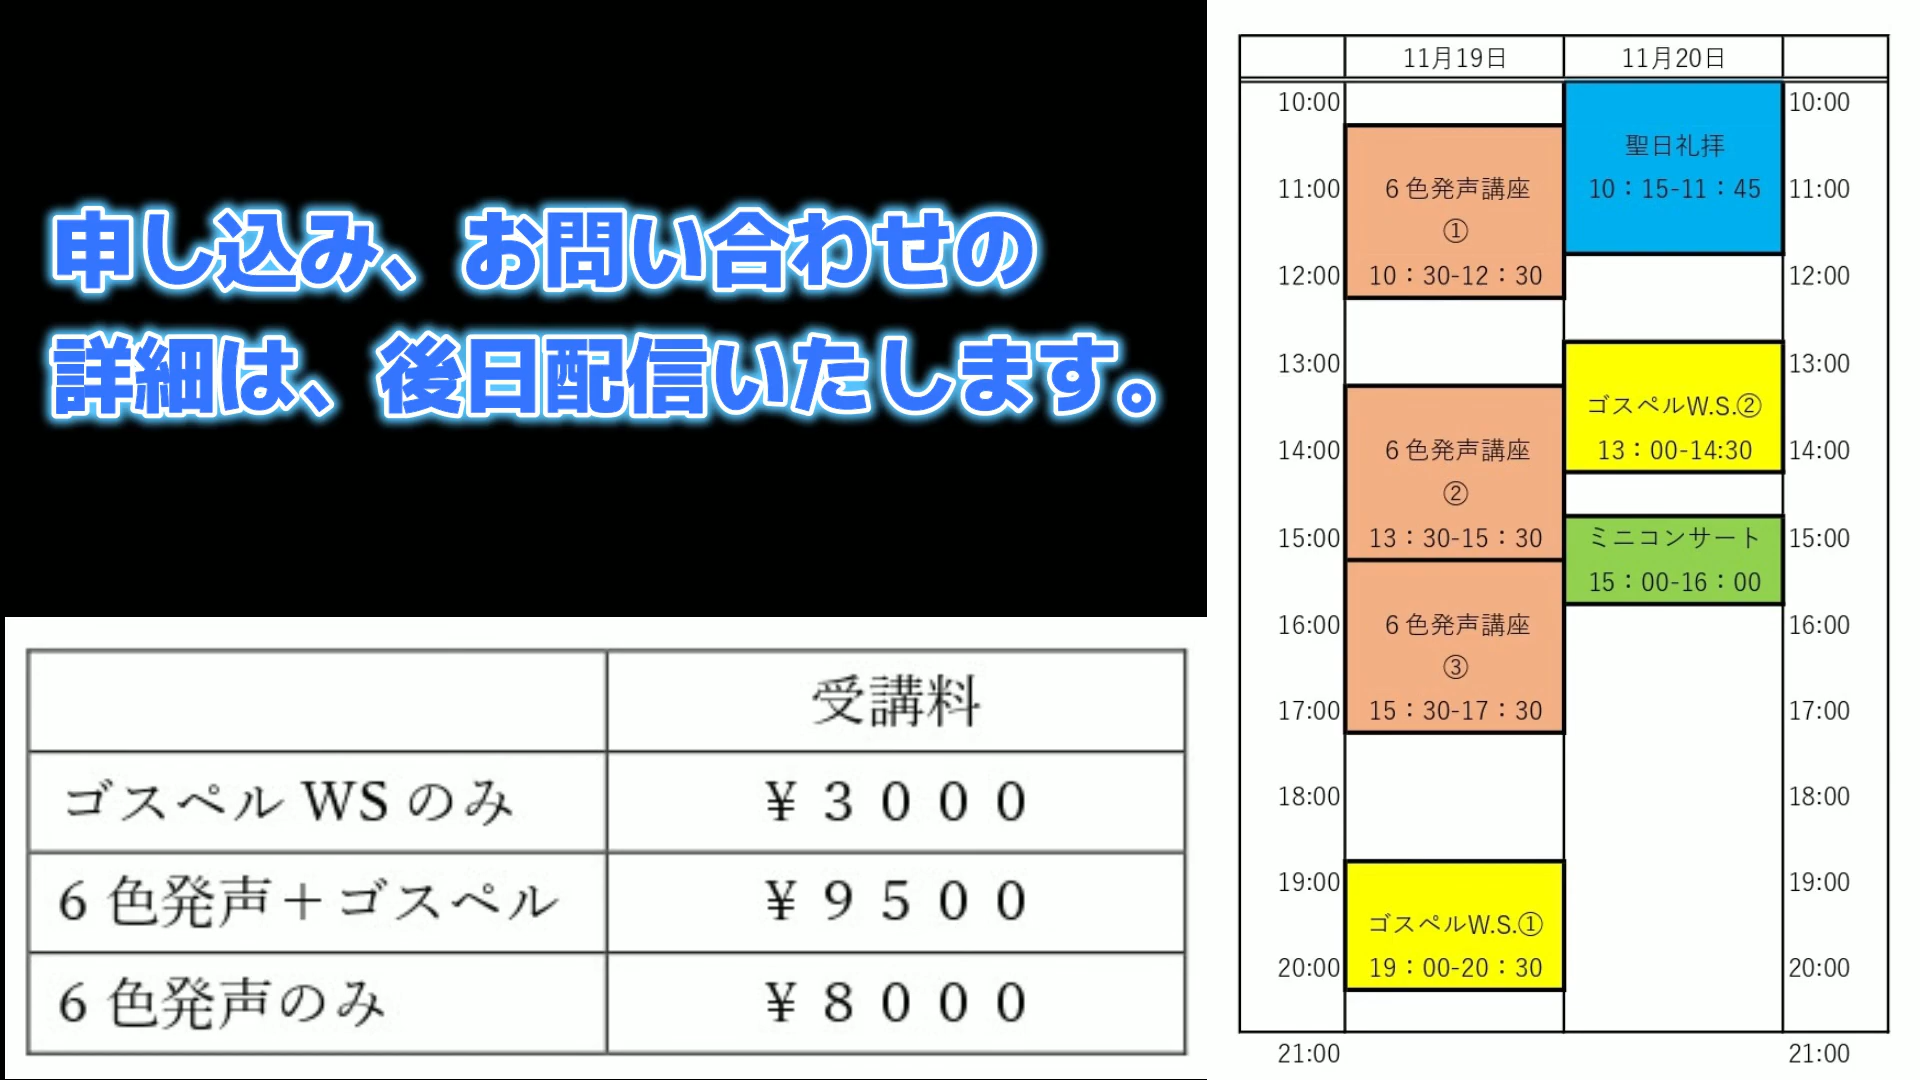 申し込み、お問い合わせの
詳細は、後日配信いたします。
受講料
ゴスペル WS のみ ¥３０００
6 色発声＋ゴスペル ¥９５００
6 色発声のみ ¥８０００
11月19日 11月20日
10:00 10:00
聖日礼拝
11:00 6色発声講座 10：15-11：45 11:00
①
12:00 10：30-12：30 12:00
13:00 13:00
ゴスペルW.S.②
14:00 6色発声講座 13：00-14:30 14:00
②
15:00 13：30-15：30 ミニコンサート 15:00
15：00-16：00
16:00 6色発声講座 16:00
③
17:00 15：30-17：30 17:00
18:00 18:00
19:00 19:00
ゴスペルW.S.①
20:00 19：00-20：30 20:00
21:00 21:00